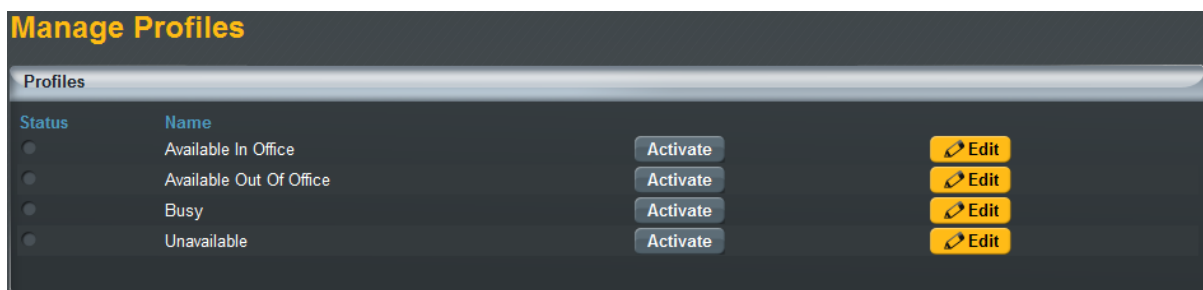 Manage Profiles
Profiles
Status Name
Available In Office Activate Edit
Available Out Of Office Activate Edit
Busy Activate Edit
Unavailable Activate Edit